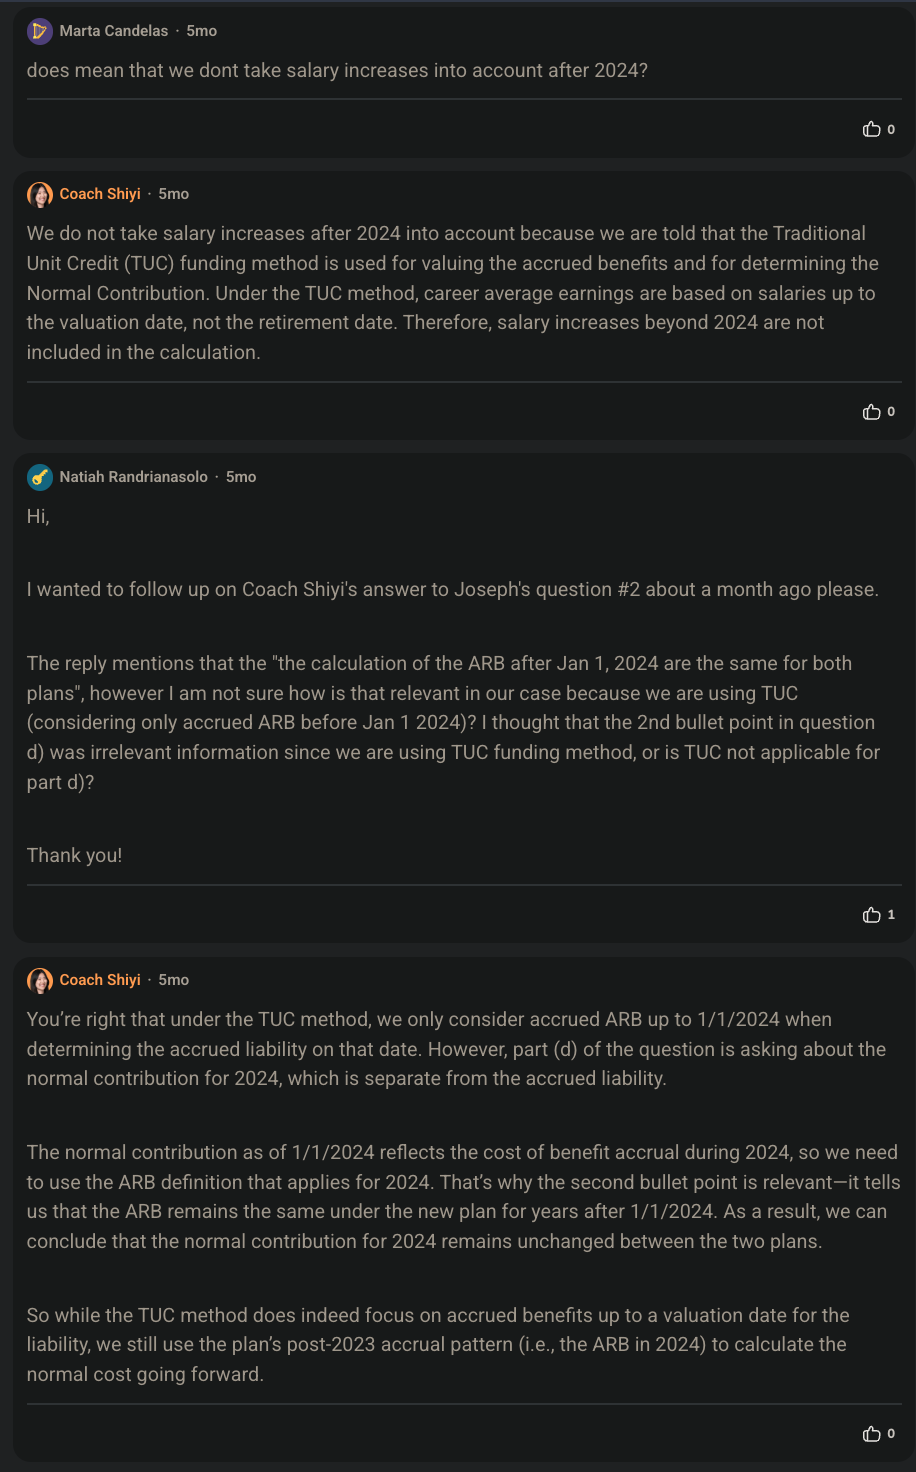 Marta Candelas · 5mo
does mean that we dont take salary increases into account after 2024?
0
Coach Shiyi · 5mo
We do not take salary increases after 2024 into account because we are told that the Traditional
Unit Credit (TUC) funding method is used for valuing the accrued benefits and for determining the
Normal Contribution. Under the TUC method, career average earnings are based on salaries up to
the valuation date, not the retirement date. Therefore, salary increases beyond 2024 are not
included in the calculation.
0
Natiah Randrianasolo · 5mo
Hi,
I wanted to follow up on Coach Shiyi's answer to Joseph's question #2 about a month ago please.
The reply mentions that the "the calculation of the ARB after Jan 1, 2024 are the same for both
plans", however I am not sure how is that relevant in our case because we are using TUC
(considering only accrued ARB before Jan 1 2024)? I thought that the 2nd bullet point in question
d) was irrelevant information since we are using TUC funding method, or is TUC not applicable for
part d)?
Thank you!
1
Coach Shiyi · 5mo
You’re right that under the TUC method, we only consider accrued ARB up to 1/1/2024 when
determining the accrued liability on that date. However, part (d) of the question is asking about the
normal contribution for 2024, which is separate from the accrued liability.
The normal contribution as of 1/1/2024 reflects the cost of benefit accrual during 2024, so we need
to use the ARB definition that applies for 2024. That’s why the second bullet point is relevant—it tells
us that the ARB remains the same under the new plan for years after 1/1/2024. As a result, we can
conclude that the normal contribution for 2024 remains unchanged between the two plans.
So while the TUC method does indeed focus on accrued benefits up to a valuation date for the
liability, we still use the plan’s post-2023 accrual pattern (i.e., the ARB in 2024) to calculate the
normal cost going forward.
0